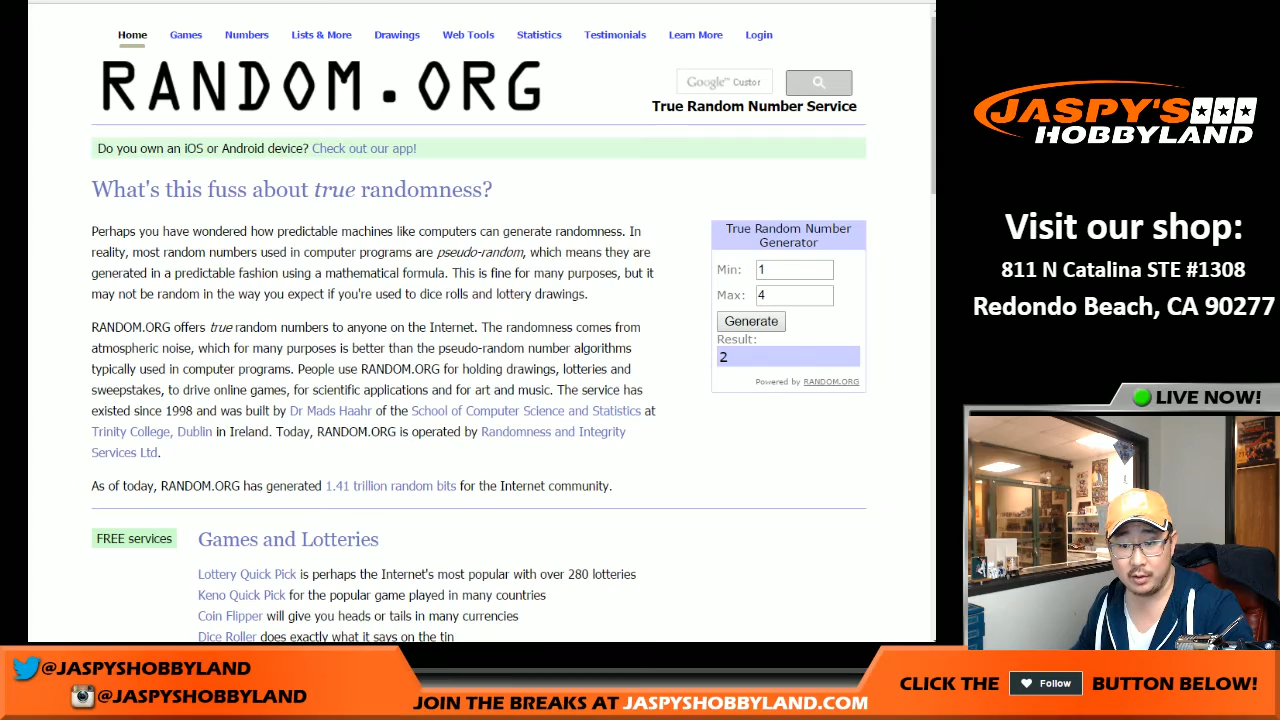 Home Games Numbers Lists & More Drawings Web Tools Statistics Testimonials Learn More Login
RANDOM.ORG
Google™ Custor
True Random Number Service
Do you own an iOS or Android device? Check out our app!
What's this fuss about true randomness?
Perhaps you have wondered how predictable machines like computers can generate randomness. In
reality, most random numbers used in computer programs are pseudo-random, which means they are
generated in a predictable fashion using a mathematical formula. This is fine for many purposes, but it
may not be random in the way you expect if you're used to dice rolls and lottery drawings.
RANDOM.ORG offers true random numbers to anyone on the Internet. The randomness comes from
atmospheric noise, which for many purposes is better than the pseudo-random number algorithms
typically used in computer programs. People use RANDOM.ORG for holding drawings, lotteries and
sweepstakes, to drive online games, for scientific applications and for art and music. The service has
existed since 1998 and was built by Dr Mads Haahr of the School of Computer Science and Statistics at
Trinity College, Dublin in Ireland. Today, RANDOM.ORG is operated by Randomness and Integrity
Services Ltd.
As of today, RANDOM.ORG has generated 1.41 trillion random bits for the Internet community.
True Random Number
Generator
Min: 1
Max: 4
Generate
Result:
2
Powered by RANDOM.ORG
FREE services
Games and Lotteries
Lottery Quick Pick is perhaps the Internet's most popular with over 280 lotteries
Keno Quick Pick for the popular game played in many countries
Coin Flipper will give you heads or tails in many currencies
Dice Roller does exactly what it says on the tin
JASPY'S
HOBBYLAND
Visit our shop:
811 N Catalina STE #1308
Redondo Beach, CA 90277
LIVE NOW!
@JASPYSHOBBYLAND
@JASPYSHOBBYLAND
JOIN THE BREAKS AT JASPYSHOBBYLAND.COM
CLICK THE Follow BUTTON BELOW!